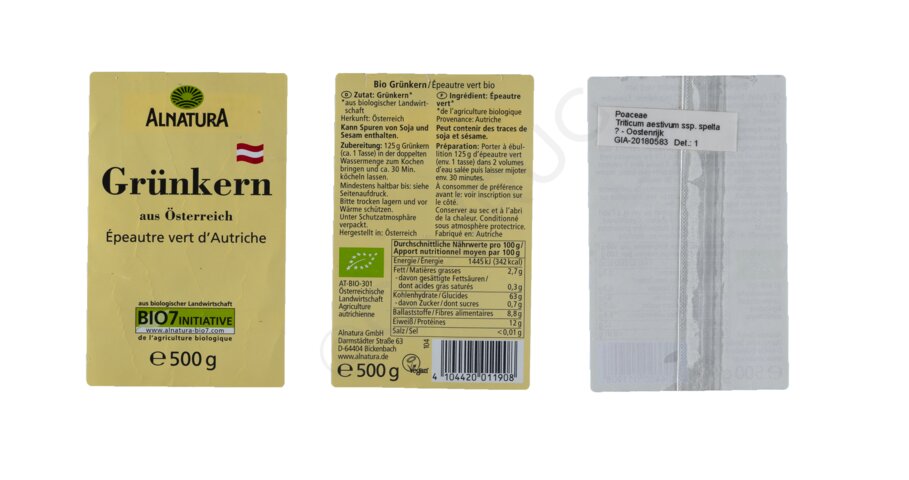 ALNATURA
Grünkern
aus Österreich
Épeautre vert d'Autriche
aus biologischer Landwirtschaft
BIO7 INITIATIVE
www.alnatura-bio7.com
de l'agriculture biologique
℮ 500 g
Bio Grünkern/Épeautre vert bio
D Zutat: Grünkern*
*aus biologischer Landwirt-
schaft
Herkunft: Österreich
Kann Spuren von Soja und
Sesam enthalten.
Zubereitung: 125 g Grünkern
(ca. 1 Tasse) in der doppelten
Wassermenge zum Kochen
bringen und ca. 30 Min.
köcheln lassen.
Mindestens haltbar bis: siehe
Seitenaufdruck.
Bitte trocken lagern und vor
Wärme schützen.
Unter Schutzatmosphäre
verpackt.
Hergestellt in: Österreich
F Ingrédient: Épeautre
vert*
*de l'agriculture biologique
Provenance: Autriche
Peut contenir des traces de
soja et sésame.
Préparation: Porter à ébul-
lition 125 g d'épeautre vert
(env. 1 tasse) dans 2 volumes
d'eau salée puis laisser mijoter
env. 30 minutes.
À consommer de préférence
avant le: voir inscription sur
le côté.
Conserver au sec et à l'abri
de la chaleur. Conditionné
sous atmosphère protectrice.
Fabriqué en: Autriche
AT-BIO-301
Österreichische
Landwirtschaft
Agriculture
autrichienne
Durchschnittliche Nährwerte pro 100 g/
Apport nutritionnel moyen par 100 g
Energie/Énergie 1445 kJ (342 kcal)
Fett/Matières grasses 2,7 g
- davon gesättigte Fettsäuren/
dont acides gras saturés 0,3 g
Kohlenhydrate/Glucides 63 g
- davon Zucker/dont sucres 0,7 g
Ballaststoffe/Fibres alimentaires 8,8 g
Eiweiß/Protéines 12 g
Salz/Sel <0,01 g
Alnatura GmbH
Darmstädter Straße 63
D-64404 Bickenbach
www.alnatura.de
104
℮ 500 g
Vegan
4 104420 011908
Poaceae
Triticum aestivum ssp. spelta
? - Oostenrijk
GIA-20180583 Det.: 1